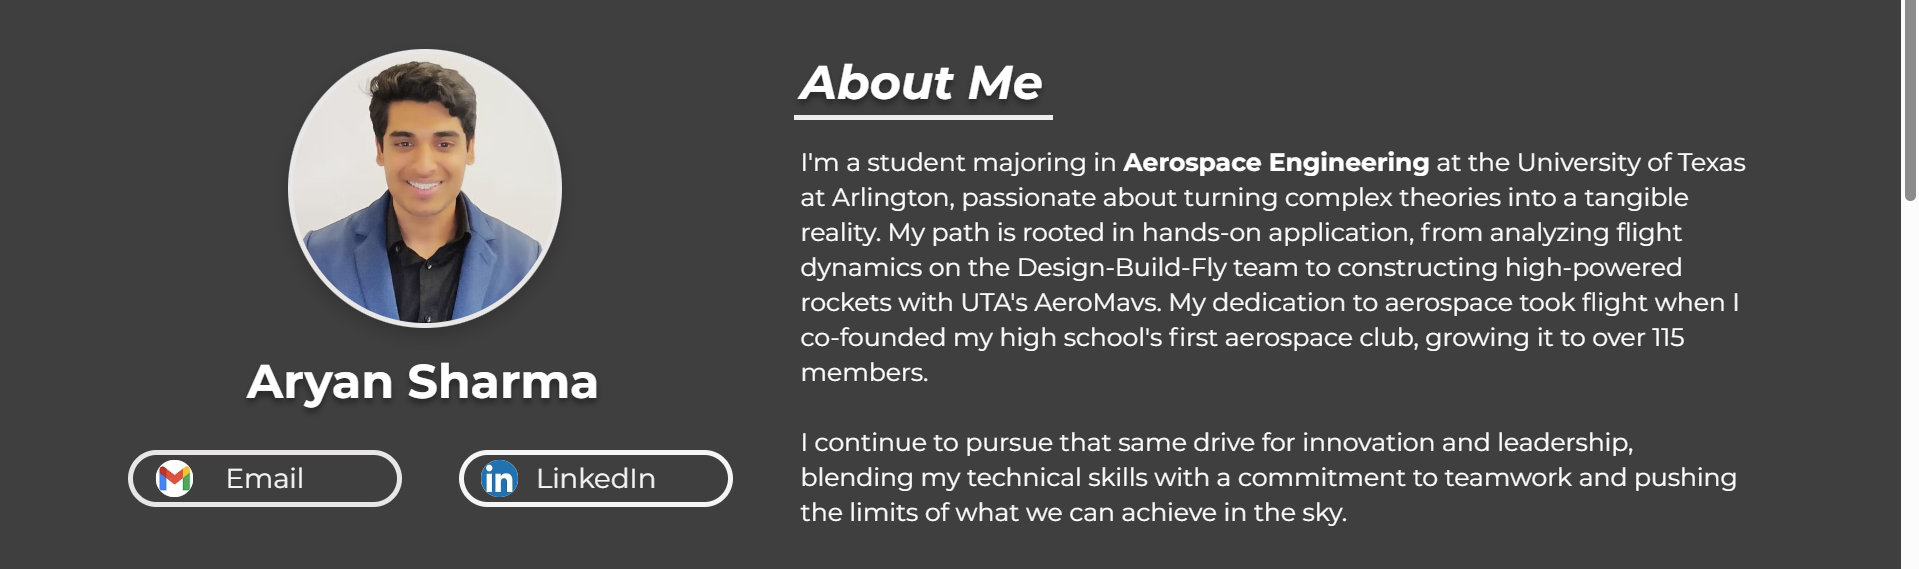 About Me
I'm a student majoring in Aerospace Engineering at the University of Texas
at Arlington, passionate about turning complex theories into a tangible
reality. My path is rooted in hands-on application, from analyzing flight
dynamics on the Design-Build-Fly team to constructing high-powered
rockets with UTA's AeroMavs. My dedication to aerospace took flight when I
co-founded my high school's first aerospace club, growing it to over 115
members.
I continue to pursue that same drive for innovation and leadership,
blending my technical skills with a commitment to teamwork and pushing
the limits of what we can achieve in the sky.
Aryan Sharma
Email
in LinkedIn